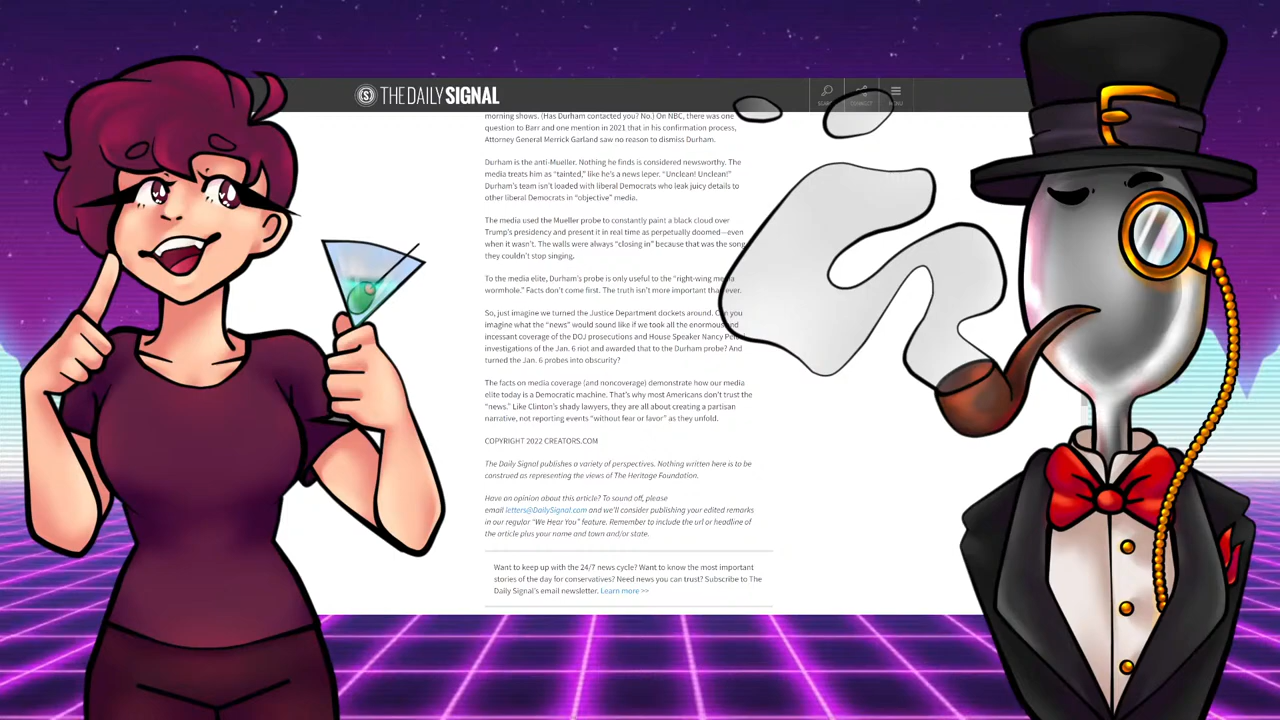 THE DAILY SIGNAL
SEARCH
CONNECT
MENU
morning shows. (Has Durham contacted you? No.) On NBC, there was one
question to Barr and one mention in 2021 that in his confirmation process,
Attorney General Merrick Garland saw no reason to dismiss Durham.
Durham is the anti-Mueller. Nothing he finds is considered newsworthy. The
media treats him as “tainted,” like he’s a news leper. “Unclean! Unclean!”
Durham’s team isn’t loaded with liberal Democrats who leak juicy details to
other liberal Democrats in “objective” media.
The media used the Mueller probe to constantly paint a black cloud over
Trump’s presidency and present it in real time as perpetually doomed—even
when it wasn’t. The walls were always “closing in” because that was the song
they couldn’t stop singing.
To the media elite, Durham’s probe is only useful to the “right-wing media
wormhole.” Facts don’t come first. The truth isn’t more important than ever.
So, just imagine we turned the Justice Department dockets around. Can you
imagine what the “news” would sound like if we took all the enormous and
incessant coverage of the DOJ prosecutions and House Speaker Nancy Pelosi
investigations of the Jan. 6 riot and awarded that to the Durham probe? And
turned the Jan. 6 probes into obscurity?
The facts on media coverage (and noncoverage) demonstrate how our media
elite today is a Democratic machine. That’s why most Americans don’t trust the
“news.” Like Clinton’s shady lawyers, they are all about creating a partisan
narrative, not reporting events “without fear or favor” as they unfold.
COPYRIGHT 2022 CREATORS.COM
The Daily Signal publishes a variety of perspectives. Nothing written here is to be
construed as representing the views of The Heritage Foundation.
Have an opinion about this article? To sound off, please
email letters@DailySignal.com and we’ll consider publishing your edited remarks
in our regular “We Hear You” feature. Remember to include the url or headline of
the article plus your name and town and/or state.
Want to keep up with the 24/7 news cycle? Want to know the most important
stories of the day for conservatives? Need news you can trust? Subscribe to The
Daily Signal’s email newsletter. Learn more >>